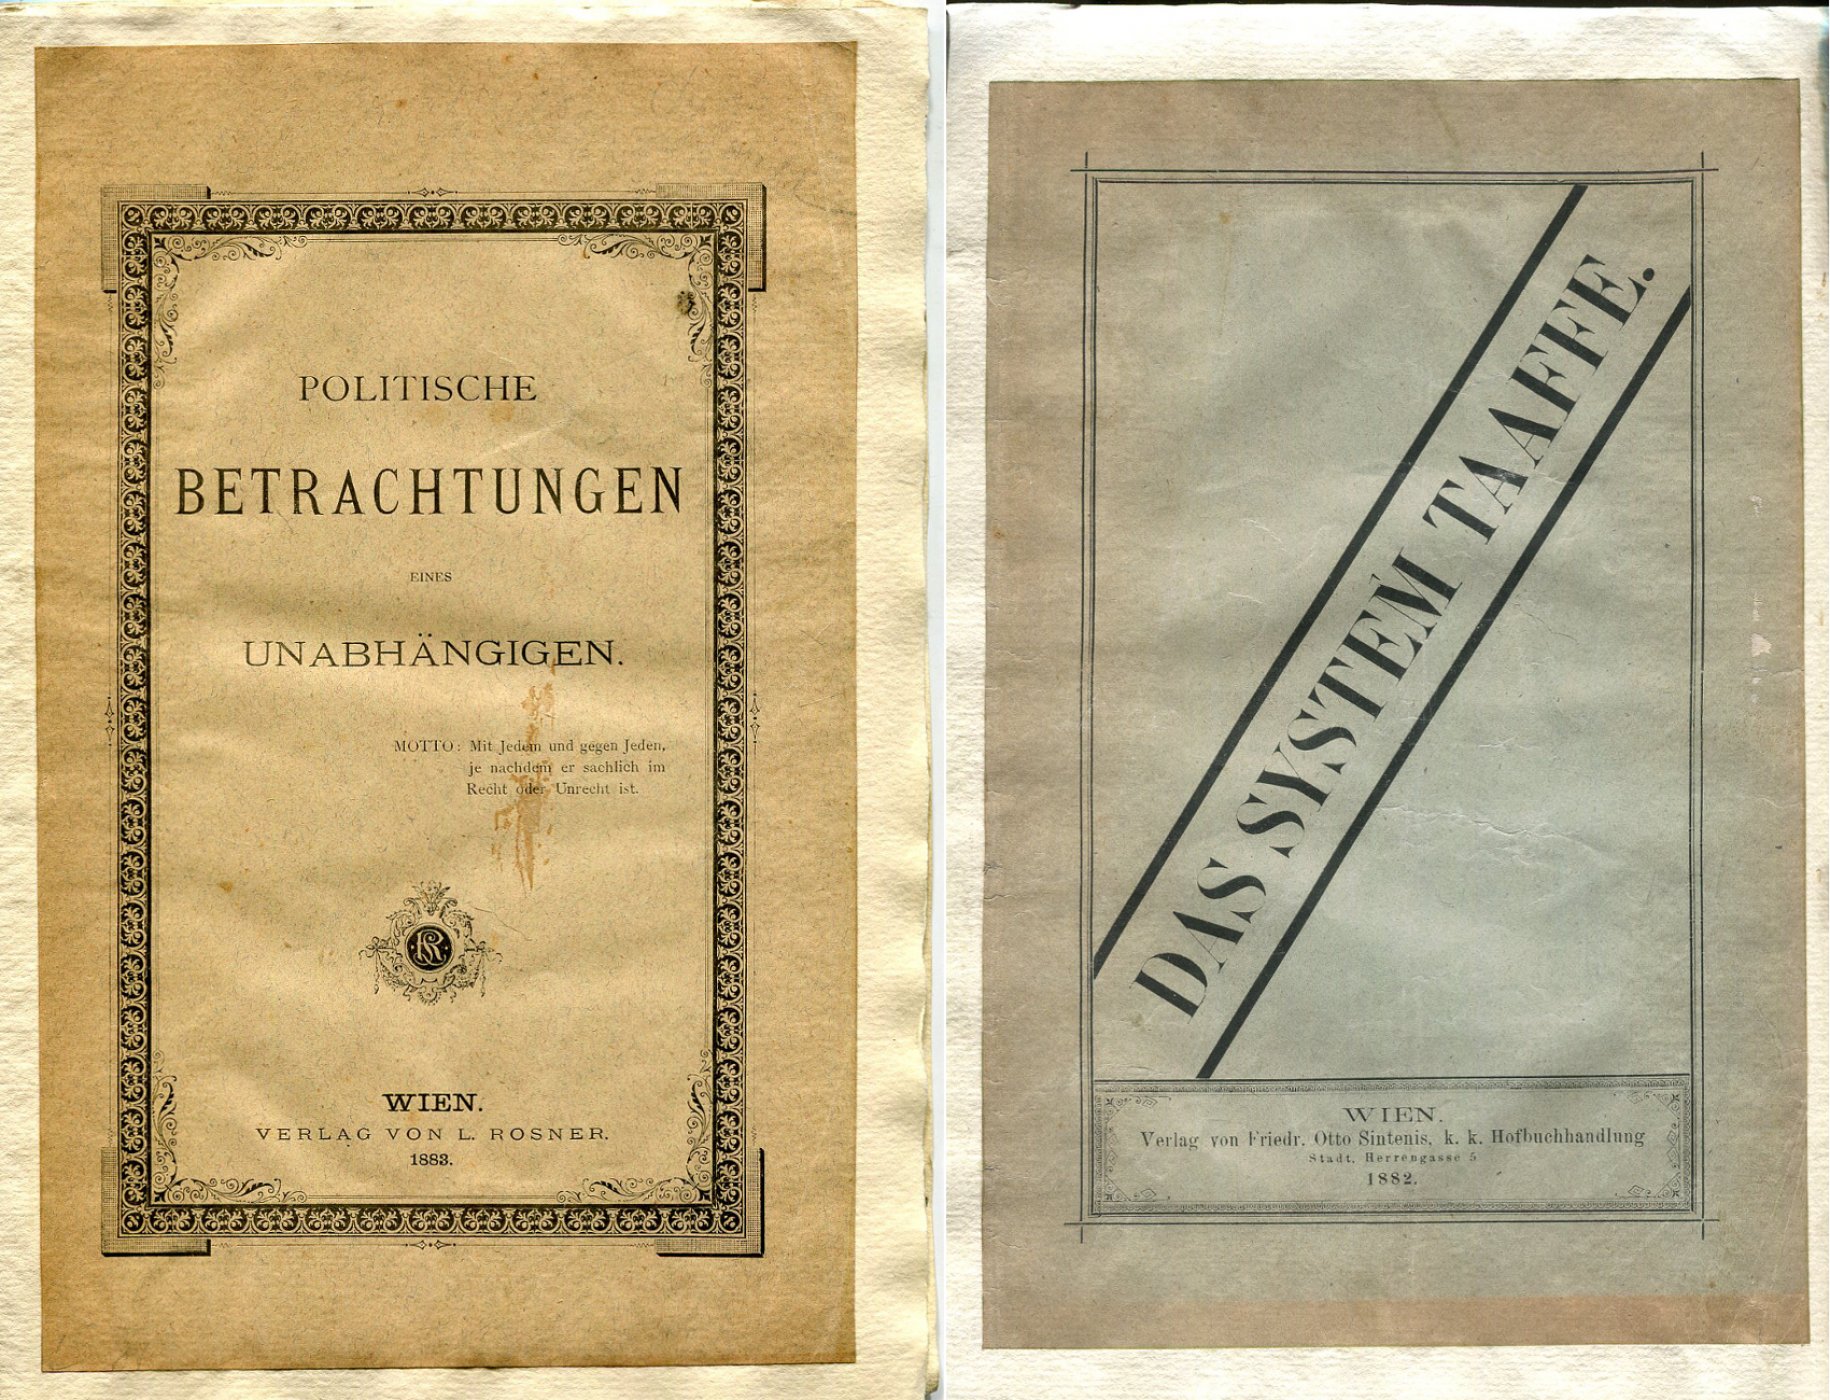 POLITISCHE
BETRACHTUNGEN
EINES
UNABHÄNGIGEN.
MOTTO: Mit Jedem und gegen Jeden,
je nachdem er sachlich im
Recht oder Unrecht ist.
WIEN.
VERLAG VON L. ROSNER.
1883.
DAS SYSTEM TAAFFE.
WIEN.
Verlag von Friedr. Otto Sintenis, k. k. Hofbuchhandlung
Stadt, Herrengasse 5
1882.